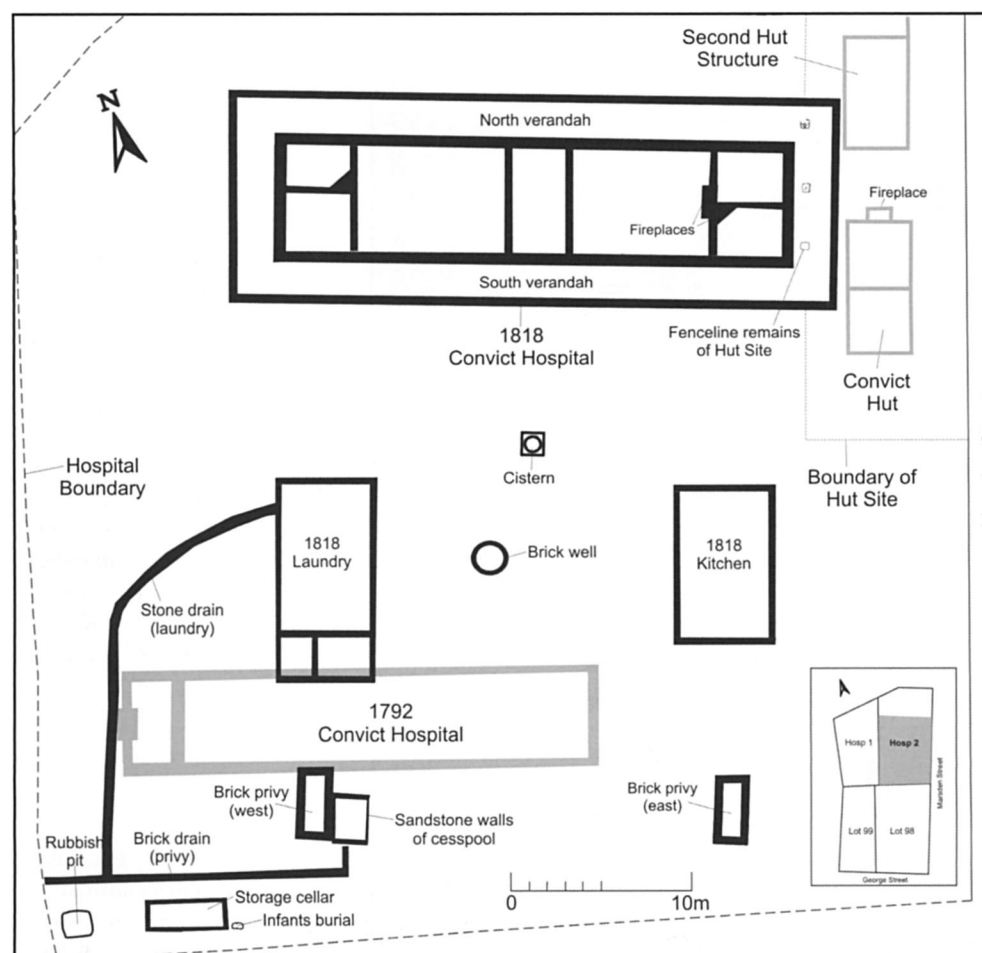 N
Second Hut
Structure
North verandah
Fireplace
Fireplaces
South verandah
1818
Convict Hospital
Fenceline remains
of Hut Site
Convict
Hut
Hospital
Boundary
Cistern
Boundary of
Hut Site
1818
Laundry
Brick well
1818
Kitchen
Stone drain
(laundry)
1792
Convict Hospital
Hosp 1
Hosp 2
Marsden Street
Lot 99
Lot 98
George Street
Brick privy
(west)
Sandstone walls
of cesspool
Brick privy
(east)
Rubbish
pit
Brick drain
(privy)
Storage cellar
Infants burial
0
10m